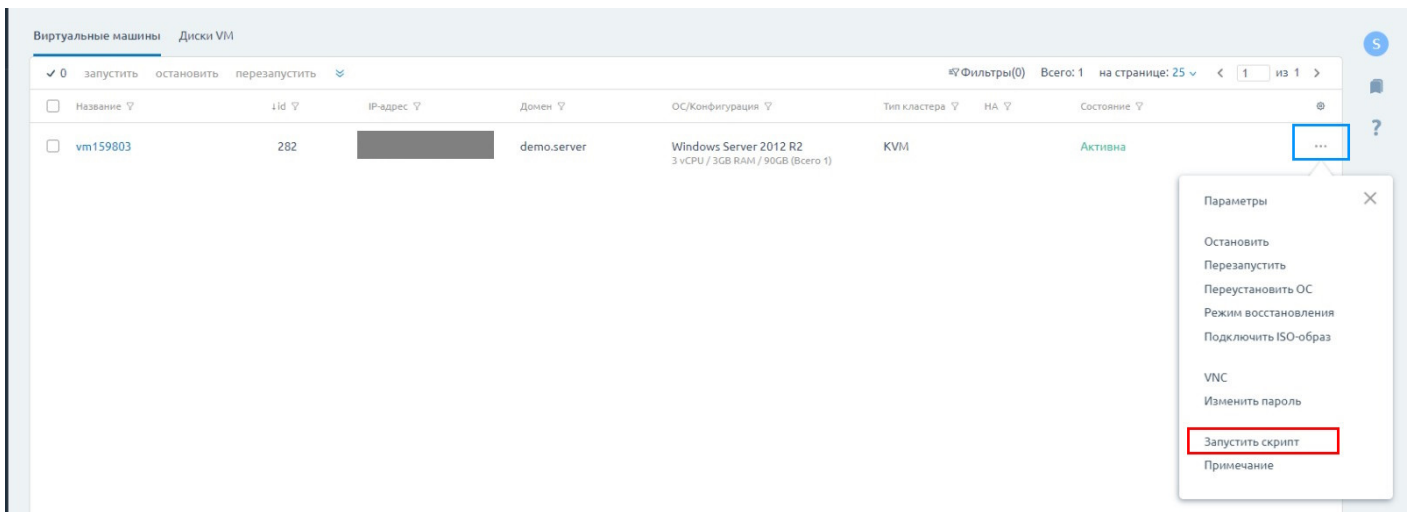 Виртуальные машины Диски VM
S
0 запустить остановить перезапустить Фильтры(0) Всего: 1 на странице: 25 1 из 1
Название ↓id IP-адрес Домен ОС/Конфигурация Тип кластера HA Состояние
?
vm159803 282 demo.server Windows Server 2012 R2 KVM Активна ...
3 vCPU / 3GB RAM / 90GB (Всего 1)
Параметры
Остановить
Перезапустить
Переустановить ОС
Режим восстановления
Подключить ISO-образ
VNC
Изменить пароль
Запустить скрипт
Примечание